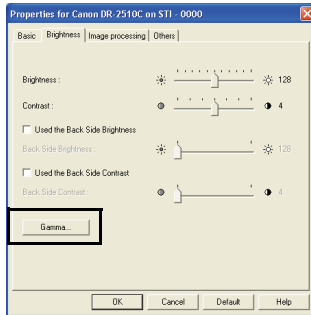 Properties for Canon DR-2510C on STI - 0000
Basic Brightness Image processing Others
Brightness : 128
Contrast : 4
Used the Back Side Brightness
Back Side Brightness : 128
Used the Back Side Contrast
Back Side Contrast : 4
Gamma...
OK Cancel Default Help